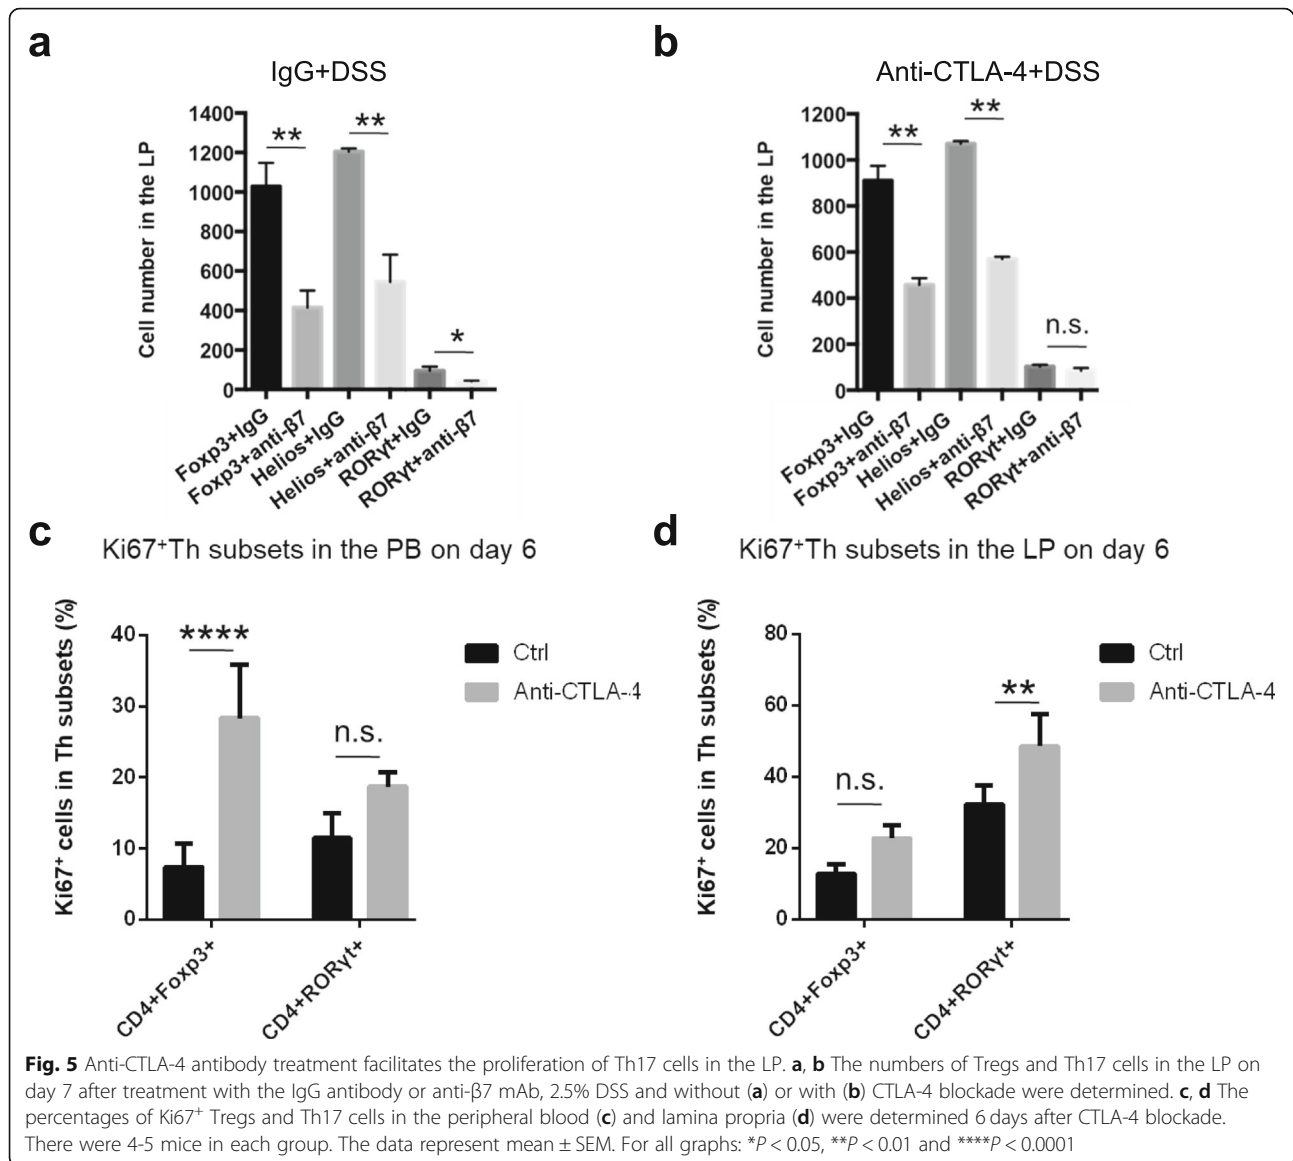 a
IgG+DSS
Cell number in the LP
1400
1200
1000
800
600
400
200
0
**
**
*
Foxp3+IgG
Foxp3+anti-β7
Helios+IgG
Helios+anti-β7
RORγt+IgG
RORγt+anti-β7
b
Anti-CTLA-4+DSS
Cell number in the LP
1200
1000
800
600
400
200
0
**
**
n.s.
Foxp3+IgG
Foxp3+anti-β7
Helios+IgG
Helios+anti-β7
RORγt+IgG
RORγt+anti-β7
c
Ki67⁺Th subsets in the PB on day 6
Ki67⁺ cells in Th subsets (%)
40
30
20
10
0
****
n.s.
CD4+Foxp3+
CD4+RORγt+
Ctrl
Anti-CTLA-4
d
Ki67⁺Th subsets in the LP on day 6
Ki67⁺ cells in Th subsets (%)
80
60
40
20
0
n.s.
**
CD4+Foxp3+
CD4+RORγt+
Ctrl
Anti-CTLA-4
Fig. 5 Anti-CTLA-4 antibody treatment facilitates the proliferation of Th17 cells in the LP. a, b The numbers of Tregs and Th17 cells in the LP on
day 7 after treatment with the IgG antibody or anti-β7 mAb, 2.5% DSS and without (a) or with (b) CTLA-4 blockade were determined. c, d The
percentages of Ki67⁺ Tregs and Th17 cells in the peripheral blood (c) and lamina propria (d) were determined 6 days after CTLA-4 blockade.
There were 4-5 mice in each group. The data represent mean ± SEM. For all graphs: *P < 0.05, **P < 0.01 and ****P < 0.0001